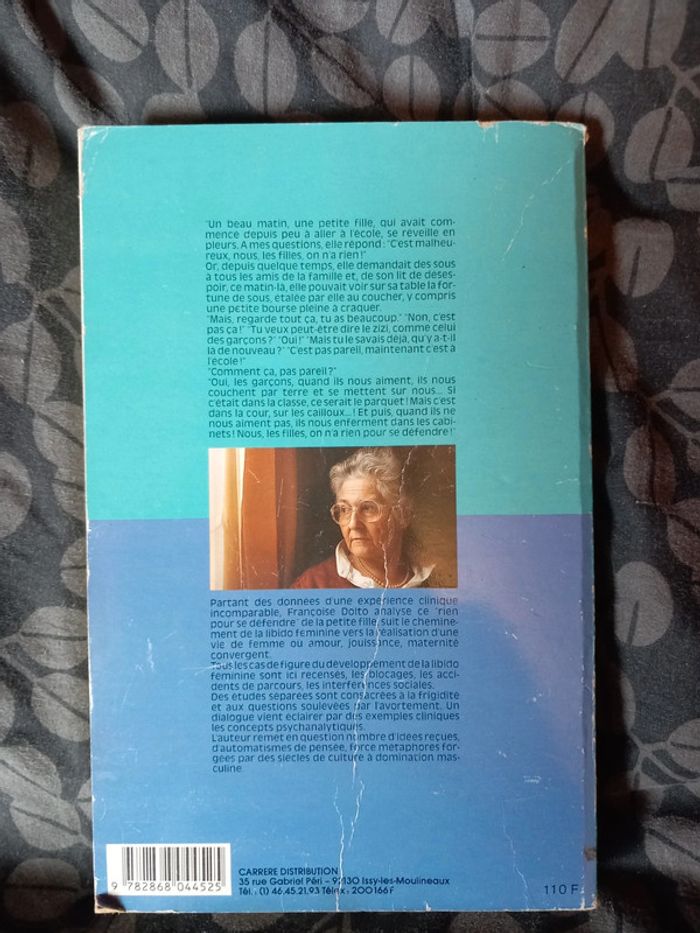 "Un beau matin, une petite fille, qui avait com-
mence depuis peu à aller à l'école, se réveille en
pleurs. A mes questions, elle répond : "C'est malheu-
reux, nous, les filles, on n'a rien !"
Or, depuis quelque temps, elle demandait des sous
à tous les amis de la famille et, de son lit de déses-
poir, ce matin-là, elle pouvait voir sur sa table la for-
tune de sous, étalée par elle au coucher, y compris
une petite bourse pleine à craquer.
"Mais, regarde tout ça, tu as beaucoup." "Non, c'est
pas ça !" "Tu veux peut-être dire le zizi, comme celui
des garçons ?" "Oui !" "Mais tu le savais déjà, qu'y a-t-il
là de nouveau ?" "C'est pas pareil, maintenant c'est à
l'école !"
"Comment ça, pas pareil ?"
"Oui, les garçons, quand ils nous aiment, ils nous
couchent par terre et se mettent sur nous... Si
c'était dans la classe, ce serait le parquet ! Mais c'est
dans la cour, sur les cailloux... ! Et puis, quand ils ne
nous aiment pas, ils nous enferment dans les cabi-
nets ! Nous, les filles, on n'a rien pour se défendre !"
Partant des données d'une expérience clinique
incomparable, Françoise Dolto analyse ce "rien
pour se défendre" de la petite fille, suit le chemine-
ment de la libido féminine vers la réalisation d'une
vie de femme où amour, jouissance, maternité
convergent.
Tous les cas de figure du développement de la libido
féminine sont ici recensés, les blocages, les acci-
dents de parcours, les interférences sociales.
Des études séparées sont consacrées à la frigidité
et aux questions soulevées par l'avortement. Un
dialogue vient éclairer par des exemples cliniques
les concepts psychanalytiques.
L'auteur remet en question nombre d'idées reçues,
d'automatismes de pensée, force métaphores for-
gées par des siècles de culture à domination mas-
culine.
9 782868 044525
CARRERE DISTRIBUTION
35 rue Gabriel Péri – 92130 Issy-les-Moulineaux
Tél. : (1) 46.45.21.93 Télex : 200166F
110 F